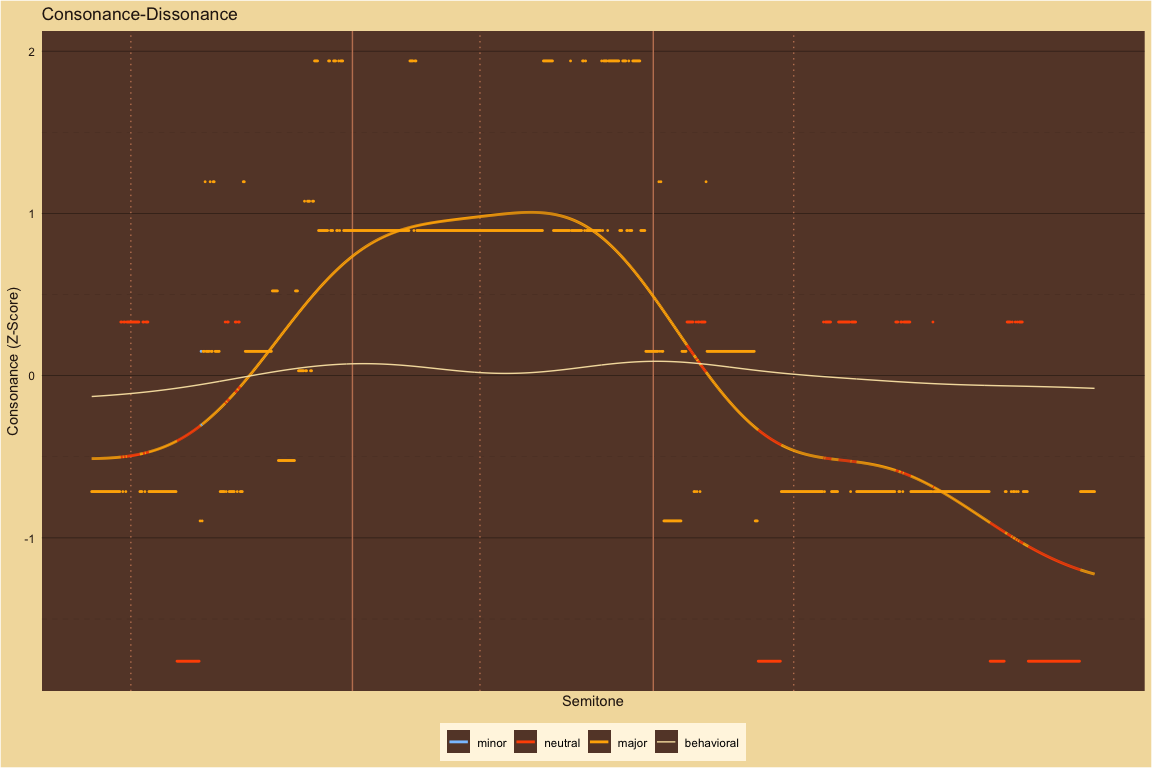 Consonance-Dissonance
Consonance (Z-Score)
2
1
0
-1
Semitone
minor neutral major behavioral